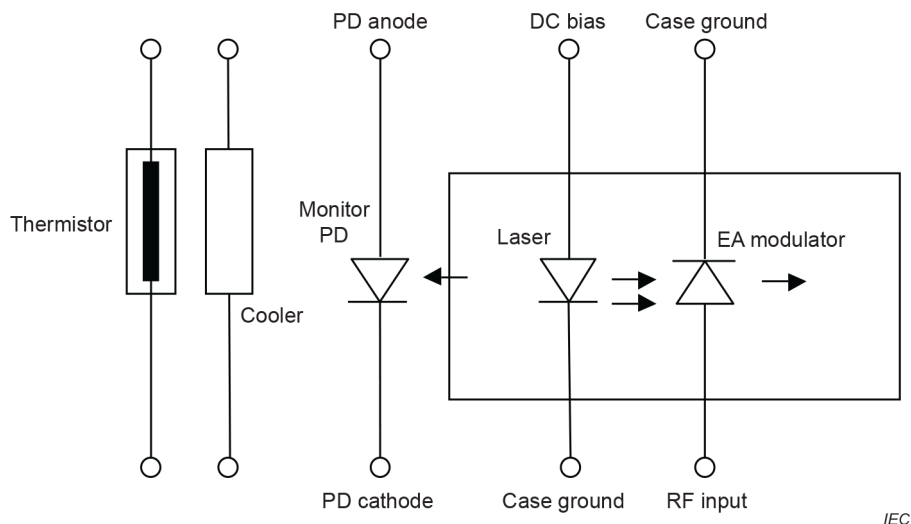 PD anode
DC bias
Case ground
Thermistor
Cooler
Monitor
PD
Laser
EA modulator
PD cathode
Case ground
RF input
IEC